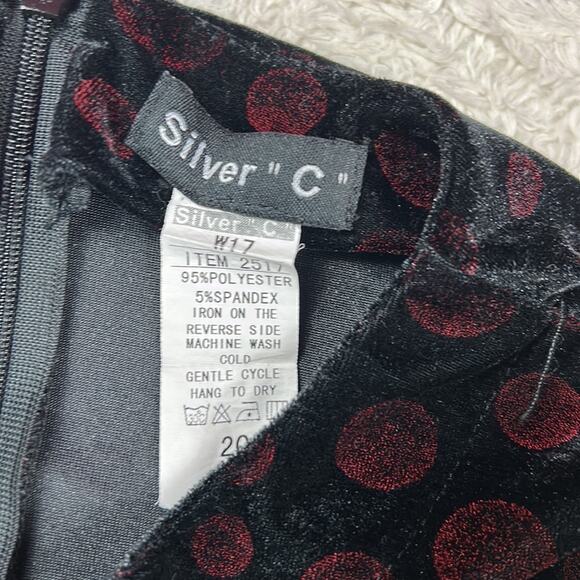 Silver "C"
Silver "C"
W17
ITEM 2517
95%POLYESTER
5%SPANDEX
IRON ON THE
REVERSE SIDE
MACHINE WASH
COLD
GENTLE CYCLE
HANG TO DRY